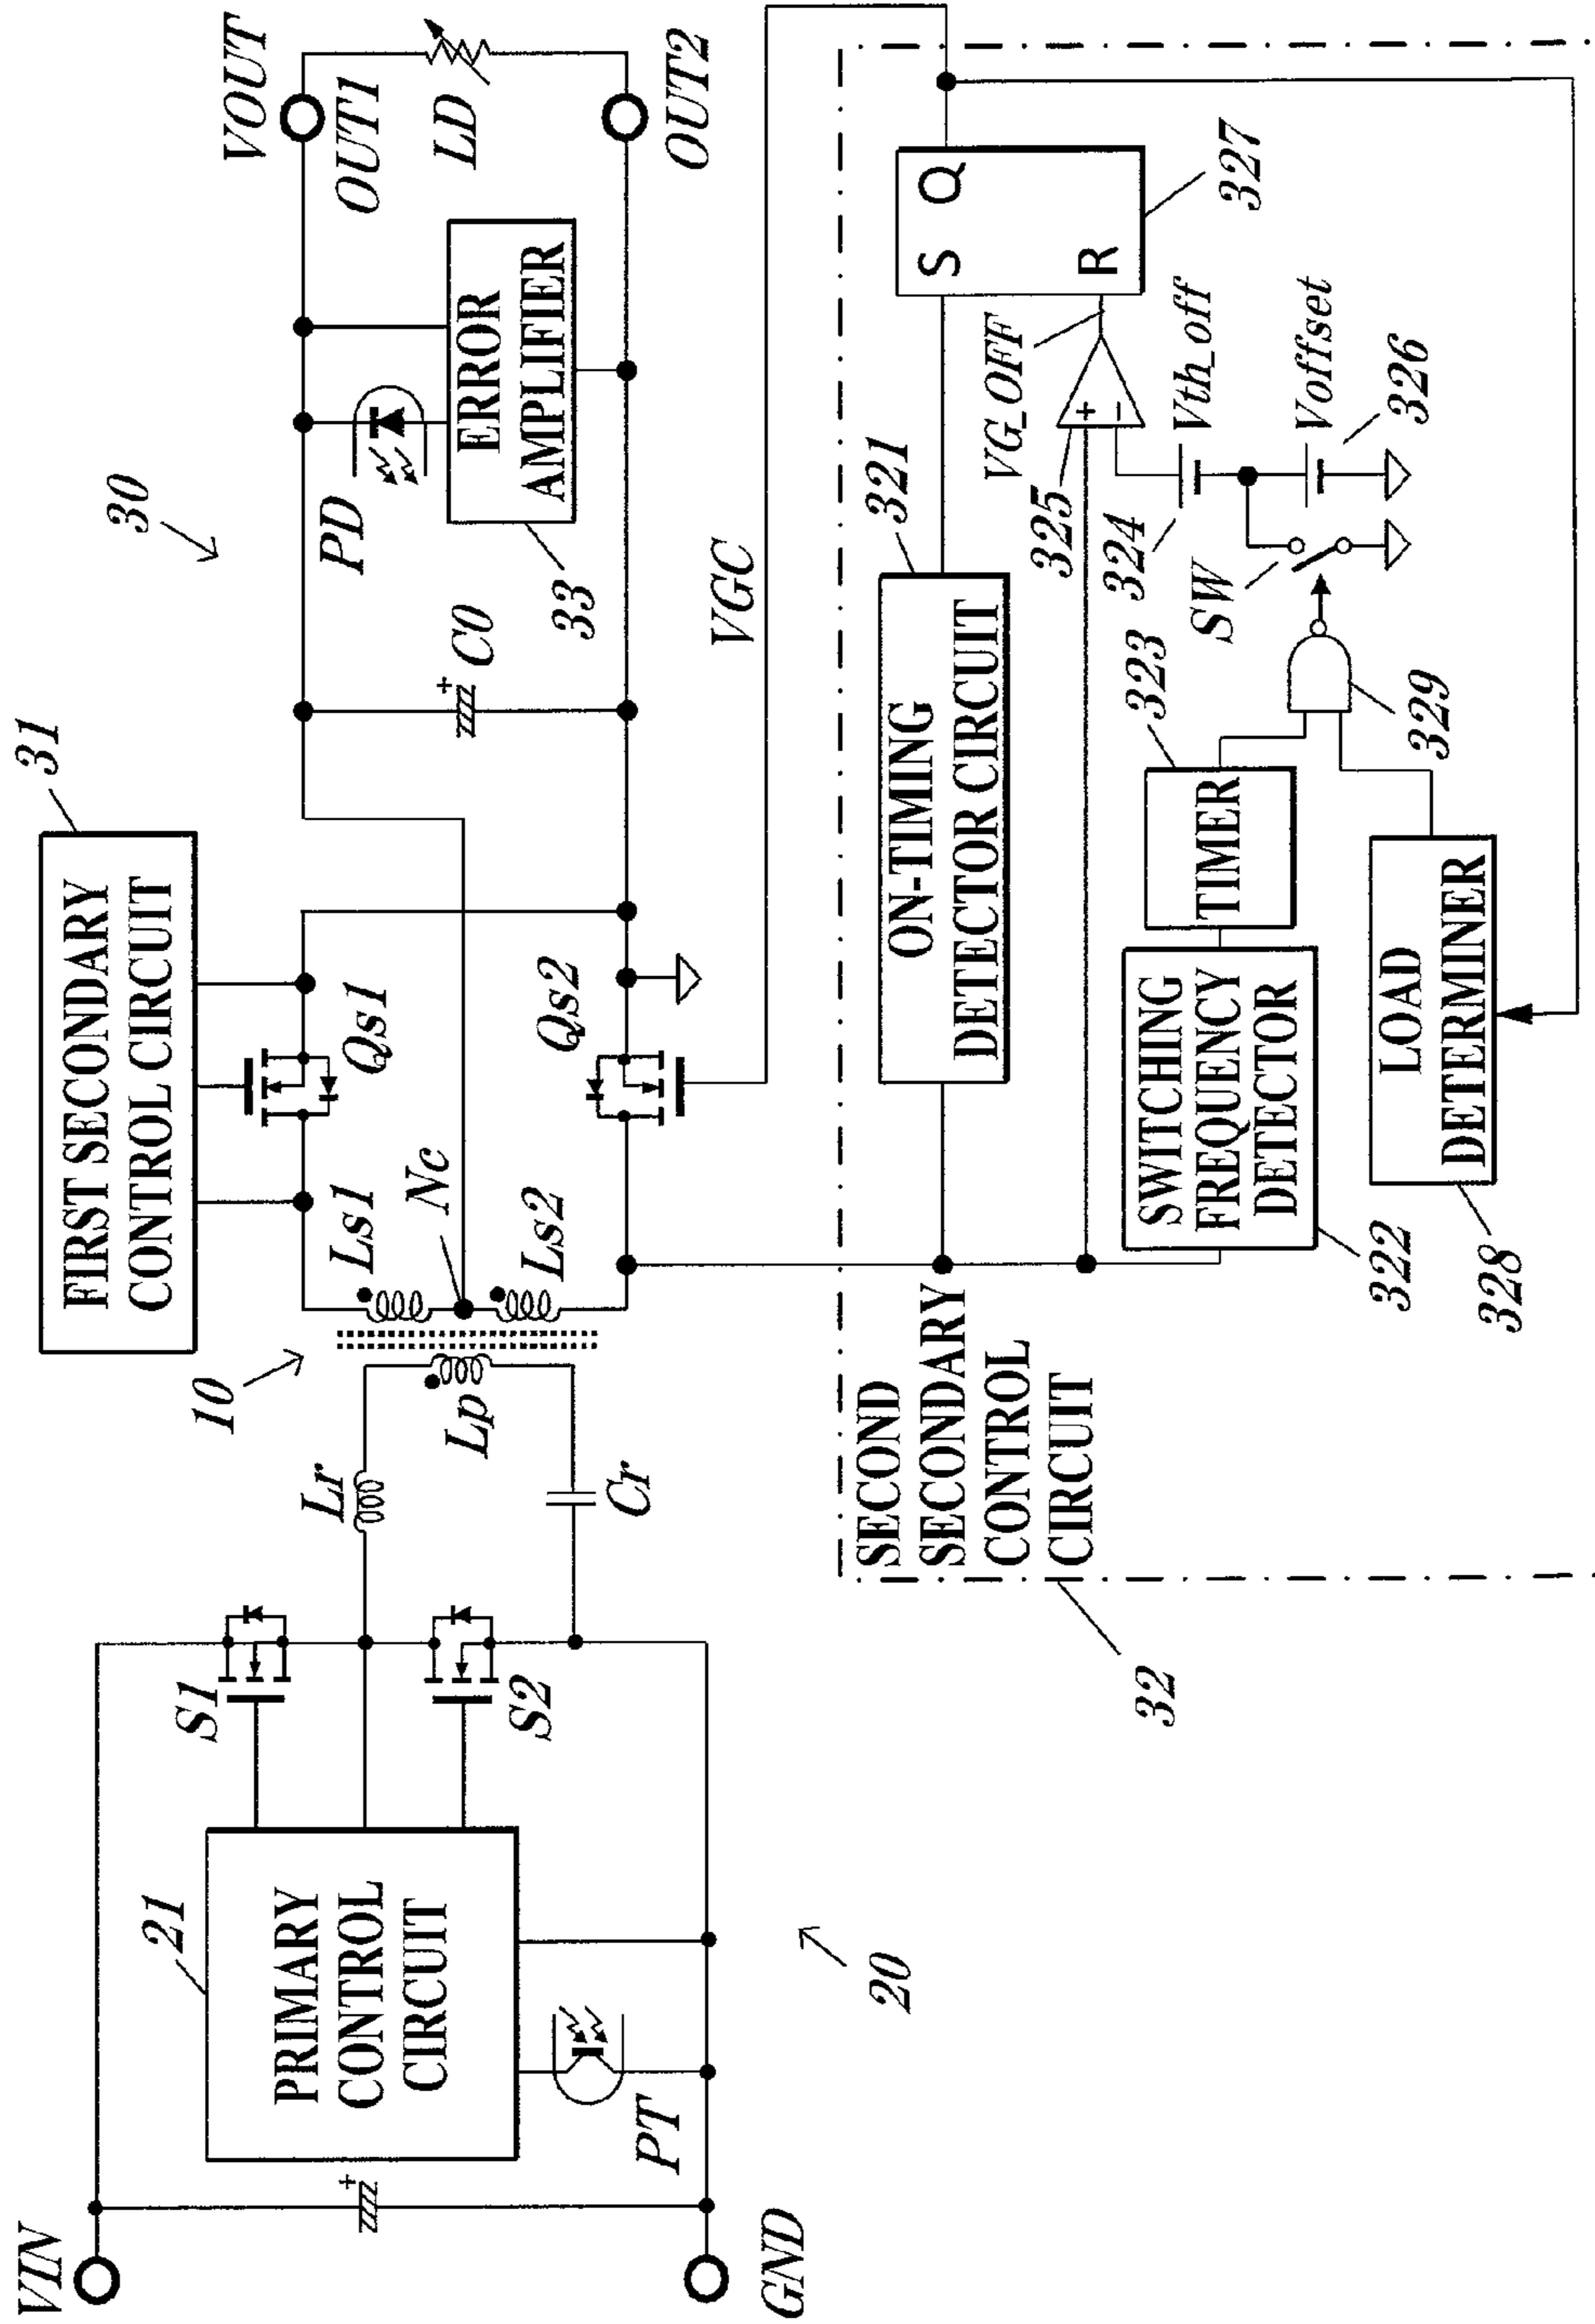 VIN
21
PRIMARY
CONTROL
CIRCUIT
+
PT
GND
20
S1
S2
Lr
Cr
10
Lp
Ls1
Nc
Ls2
FIRST SECONDARY
CONTROL CIRCUIT
31
Qs1
Qs2
30
+
C0
PD
ERROR
AMPLIFIER
33
VOUT
OUT1
LD
OUT2
VGC
SECOND
SECONDARY
CONTROL
CIRCUIT
32
ON-TIMING
DETECTOR CIRCUIT
321
SWITCHING
FREQUENCY
DETECTOR
322
TIMER
323
LOAD
DETERMINER
328
329
SW
324
Vth_off
Voffset
326
325
+
−
VG_OFF
S Q
R
327